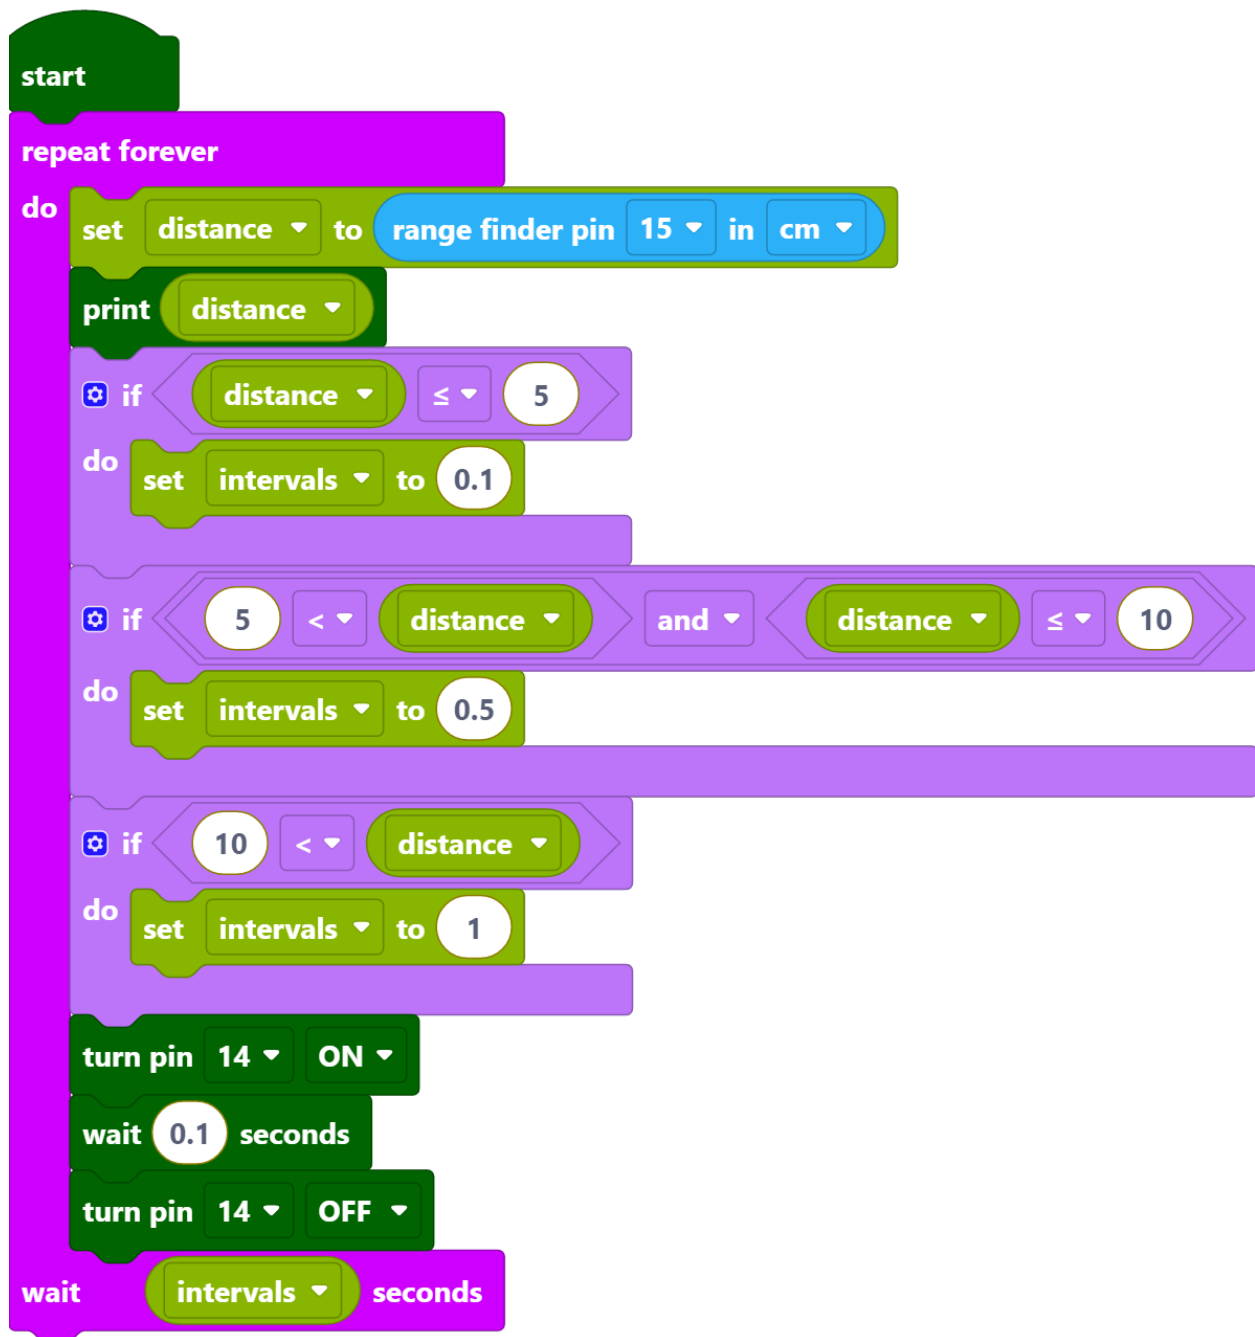 start
repeat forever
do
set distance to range finder pin 15 in cm
print distance
if distance ≤ 5
do
set intervals to 0.1
if 5 < distance and distance ≤ 10
do
set intervals to 0.5
if 10 < distance
do
set intervals to 1
turn pin 14 ON
wait 0.1 seconds
turn pin 14 OFF
wait intervals seconds